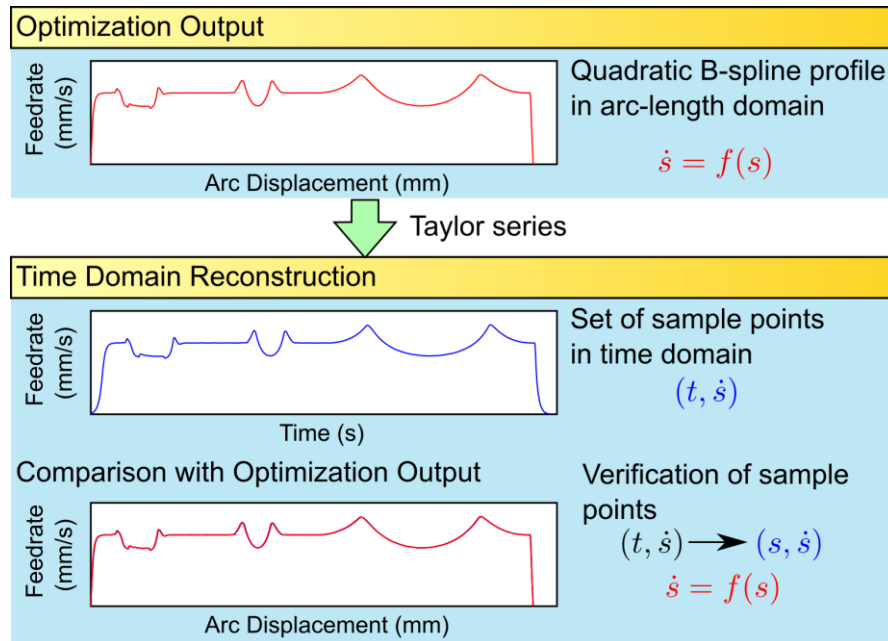 Optimization Output
Feedrate
(mm/s)
Arc Displacement (mm)
Quadratic B-spline profile
in arc-length domain
ṡ = f(s)
Taylor series
Time Domain Reconstruction
Feedrate
(mm/s)
Time (s)
Set of sample points
in time domain
(t, ṡ)
Comparison with Optimization Output
Feedrate
(mm/s)
Arc Displacement (mm)
Verification of sample
points
(t, ṡ) → (s, ṡ)
ṡ = f(s)